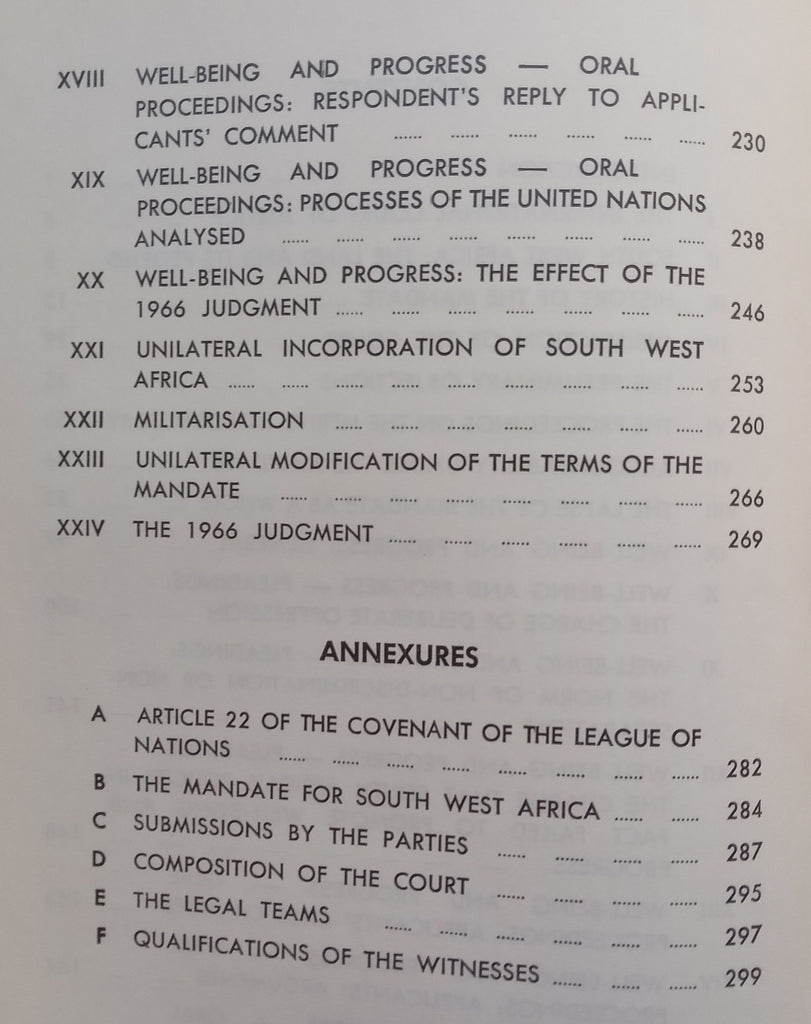 XVIII WELL-BEING AND PROGRESS — ORAL
PROCEEDINGS: RESPONDENT'S REPLY TO APPLI-
CANTS' COMMENT ...... ...... ...... ...... ...... ...... 230
XIX WELL-BEING AND PROGRESS — ORAL
PROCEEDINGS: PROCESSES OF THE UNITED NATIONS
ANALYSED ...... ...... ...... ...... ...... ...... ...... ...... 238
XX WELL-BEING AND PROGRESS: THE EFFECT OF THE
1966 JUDGMENT ...... ...... ...... ...... ...... ...... ...... 246
XXI UNILATERAL INCORPORATION OF SOUTH WEST
AFRICA ...... ...... ...... ...... ...... ...... ...... ...... ...... 253
XXII MILITARISATION ...... ...... ...... ...... ...... ...... ...... 260
XXIII UNILATERAL MODIFICATION OF THE TERMS OF THE
MANDATE ...... ...... ...... ...... ...... ...... ...... ...... 266
XXIV THE 1966 JUDGMENT ...... ...... ...... ...... ...... ...... 269
ANNEXURES
A ARTICLE 22 OF THE COVENANT OF THE LEAGUE OF
NATIONS ...... ...... ...... ...... ...... ...... ...... ...... 282
B THE MANDATE FOR SOUTH WEST AFRICA ...... ...... 284
C SUBMISSIONS BY THE PARTIES ...... ...... ...... ...... 287
D COMPOSITION OF THE COURT ...... ...... ...... ...... 295
E THE LEGAL TEAMS ...... ...... ...... ...... ...... ...... 297
F QUALIFICATIONS OF THE WITNESSES ...... ...... ...... 299